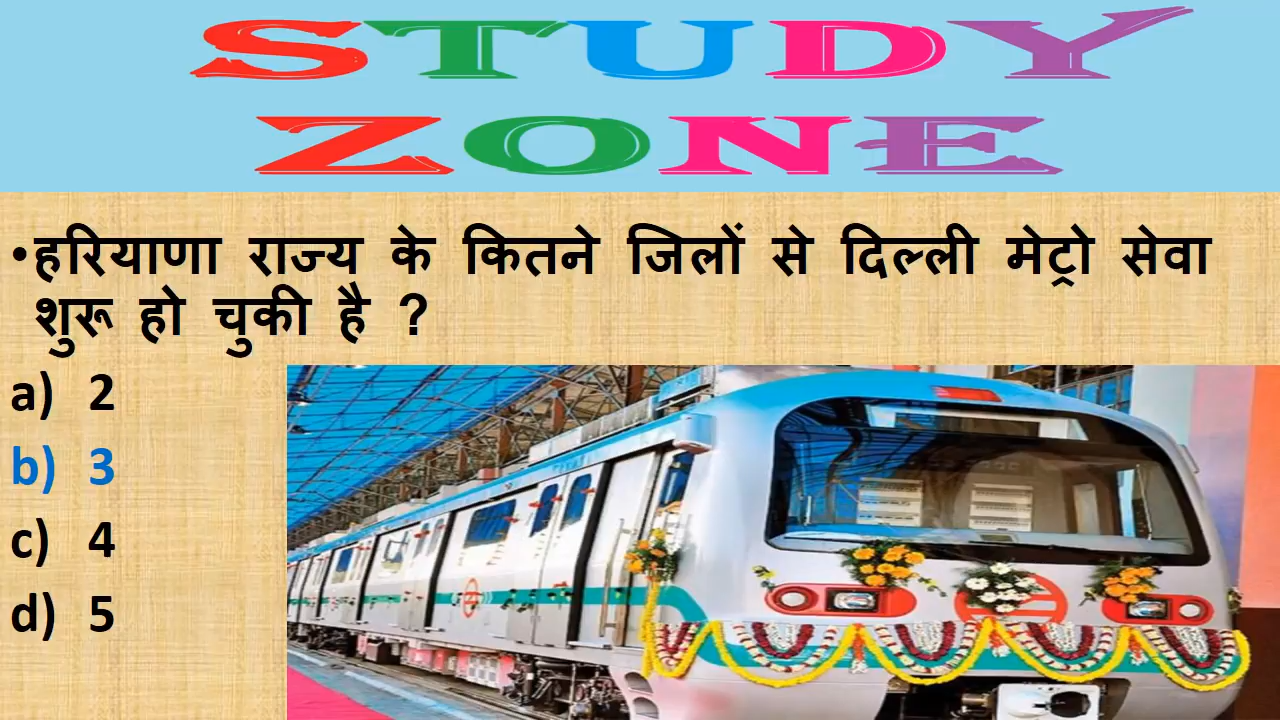 STUDY
ZONE
•हरियाणा राज्य के कितने जिलों से दिल्ली मेट्रो सेवा
शुरू हो चुकी है ?
a) 2
b) 3
c) 4
d) 5